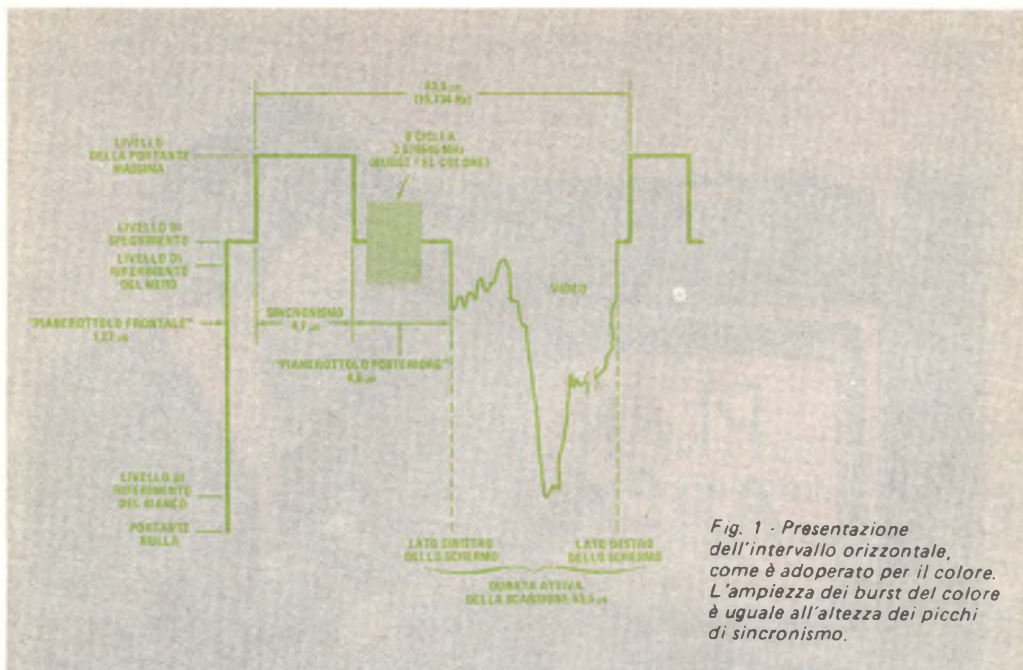 63,5 µs
(15,734 Hz)
8 CICLI A
MHz
(BURST DEL COLORE)
LIVELLO
DELLA PORTANTE
MASSIMA
LIVELLO DI
SPEGNIMENTO
LIVELLO DI
RIFERIMENTO
DEL NERO
VIDEO
SINCRONISMO
4,7 µs
"PIANEROTTOLO FRONTALE"
1,27 µs
"PIANEROTTOLO POSTERIORE"
µs
LIVELLO DI
RIFERIMENTO
DEL BIANCO
PORTANTE
NULLA
LATO SINISTRO
DELLO SCHERMO
LATO DESTRO
DELLO SCHERMO
DURATA ATTIVA
DELLA SCANSIONE 53,5 µs
Fig. 1 - Presentazione
dell'intervallo orizzontale,
come è adoperato per il colore.
L'ampiezza dei burst del colore
è uguale all'altezza dei picchi
di sincronismo.